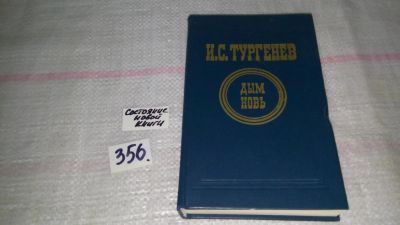 И.С. ТУРГЕНЕВ
ДЫМ
НОВЬ
Состояние
новой
книги
356.